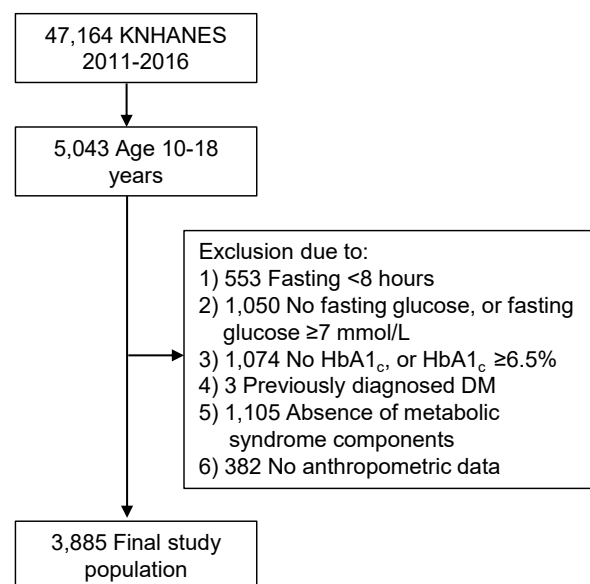 47,164 KNHANES
2011-2016
5,043 Age 10-18
years
Exclusion due to:
1) 553 Fasting <8 hours
2) 1,050 No fasting glucose, or fasting
glucose ≥7 mmol/L
3) 1,074 No HbA1c, or HbA1c ≥6.5%
4) 3 Previously diagnosed DM
5) 1,105 Absence of metabolic
syndrome components
6) 382 No anthropometric data
3,885 Final study
population